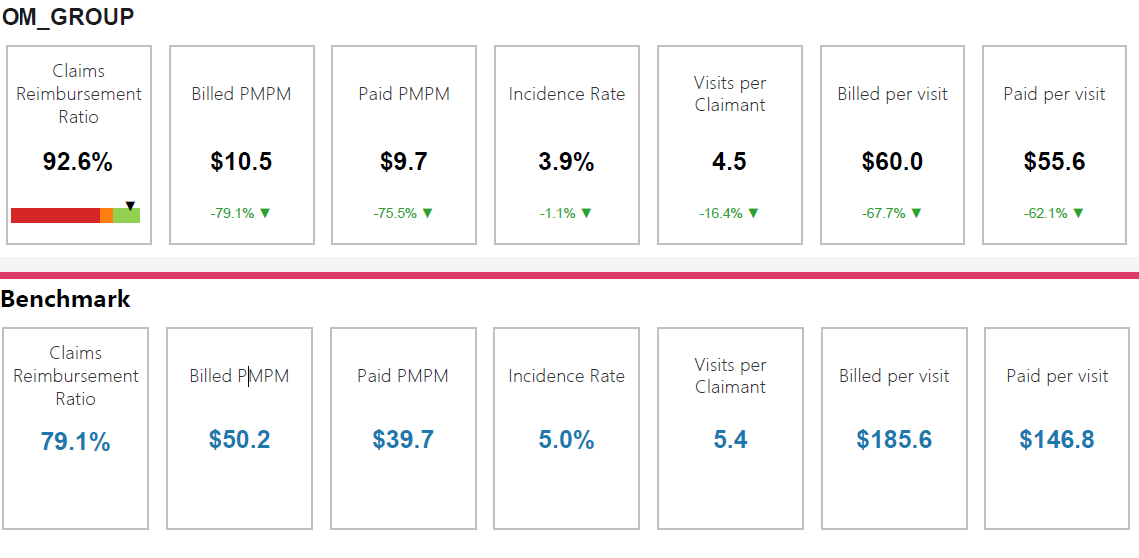 OM_GROUP
Claims
Reimbursement
Ratio
92.6%
Billed PMPM
$10.5
-79.1% ▼
Paid PMPM
$9.7
-75.5% ▼
Incidence Rate
3.9%
-1.1% ▼
Visits per
Claimant
4.5
-16.4% ▼
Billed per visit
$60.0
-67.7% ▼
Paid per visit
$55.6
-62.1% ▼
Benchmark
Claims
Reimbursement
Ratio
79.1%
Billed PMPM
$50.2
Paid PMPM
$39.7
Incidence Rate
5.0%
Visits per
Claimant
5.4
Billed per visit
$185.6
Paid per visit
$146.8